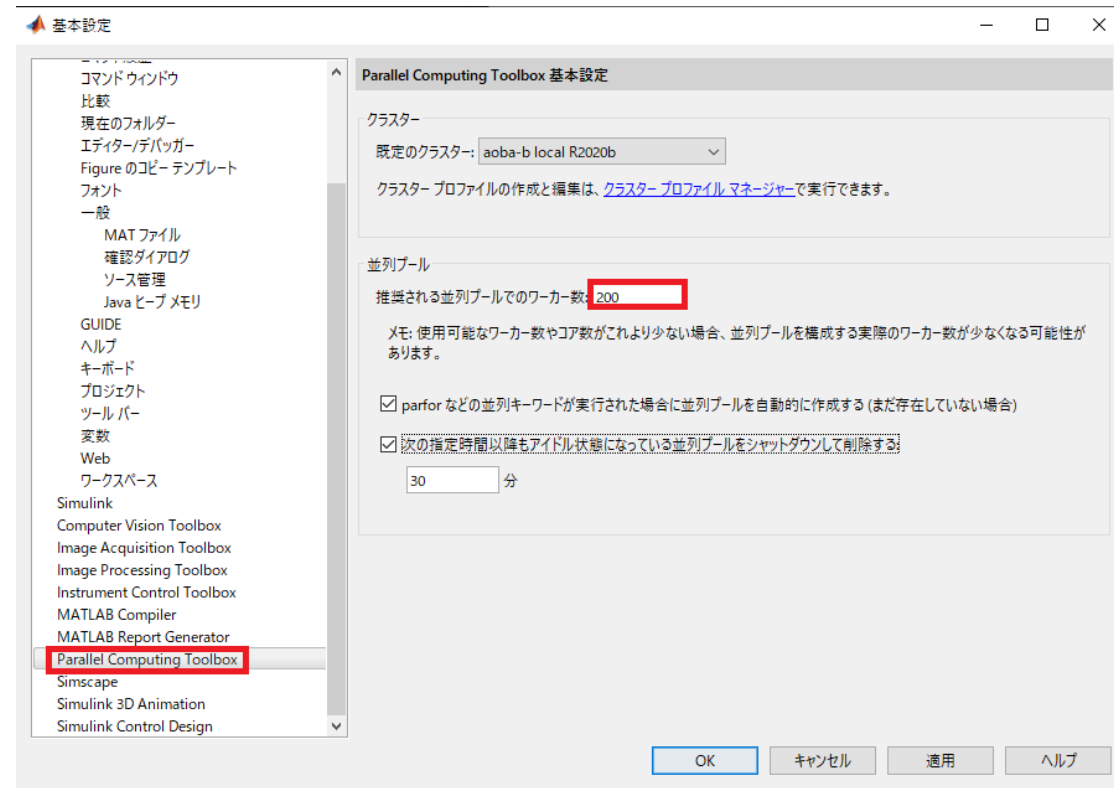 基本設定
コマンド ウィンドウ
比較
現在のフォルダー
エディター/デバッガー
Figure のコピー テンプレート
フォント
一般
MAT ファイル
確認ダイアログ
ソース管理
Java ヒープ メモリ
GUIDE
ヘルプ
キーボード
プロジェクト
ツール バー
変数
Web
ワークスペース
Simulink
Computer Vision Toolbox
Image Acquisition Toolbox
Image Processing Toolbox
Instrument Control Toolbox
MATLAB Compiler
MATLAB Report Generator
Parallel Computing Toolbox
Simscape
Simulink 3D Animation
Simulink Control Design
Parallel Computing Toolbox 基本設定
クラスター
既定のクラスター: aoba-b local R2020b
クラスター プロファイルの作成と編集は、クラスター プロファイル マネージャーで実行できます。
並列プール
推奨される並列プールでのワーカー数: 200
メモ: 使用可能なワーカー数やコア数がこれより少ない場合、並列プールを構成する実際のワーカー数が少なくなる可能性が
あります。
parfor などの並列キーワードが実行された場合に並列プールを自動的に作成する (まだ存在していない場合)
次の指定時間以降もアイドル状態になっている並列プールをシャットダウンして削除する:
30 分
OK キャンセル 適用 ヘルプ